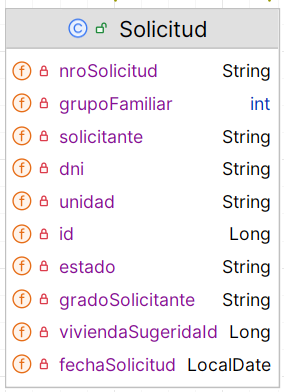 Solicitud
nroSolicitud String
grupoFamiliar int
solicitante String
dni String
unidad String
id Long
estado String
gradoSolicitante String
viviendaSugeridaId Long
fechaSolicitud LocalDate